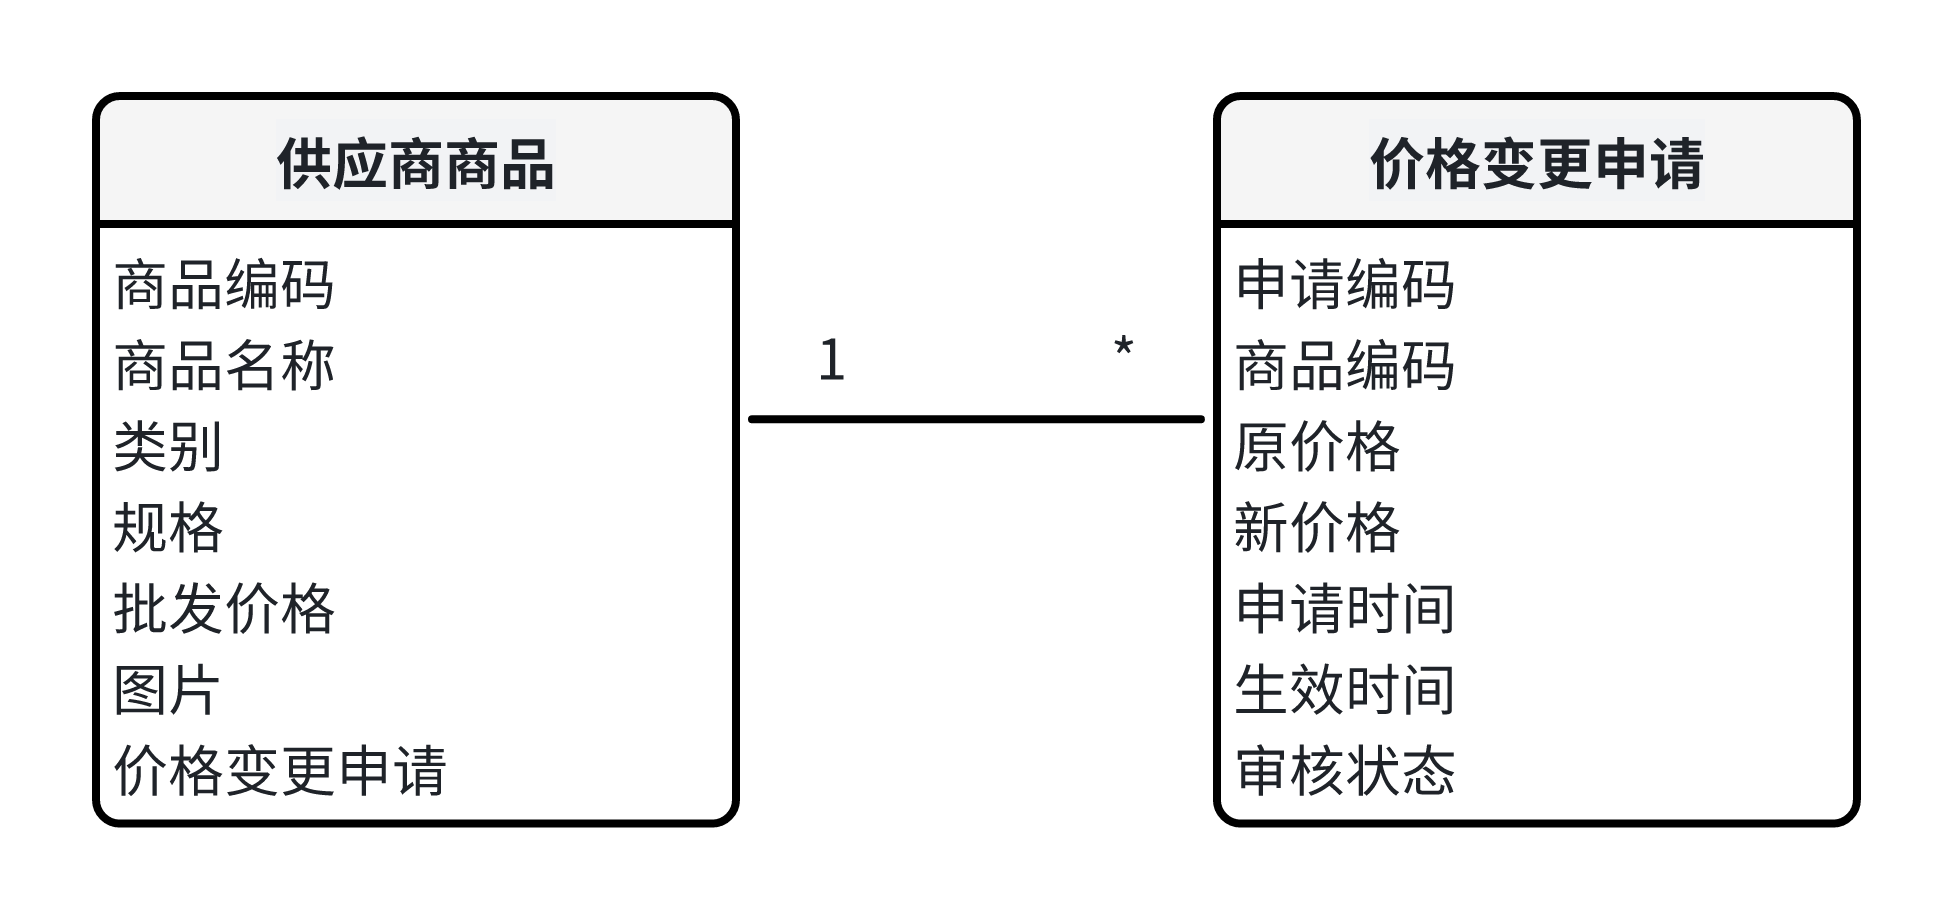 供应商商品
商品编码
商品名称
类别
规格
批发价格
图片
价格变更申请
1
*
价格变更申请
申请编码
商品编码
原价格
新价格
申请时间
生效时间
审核状态